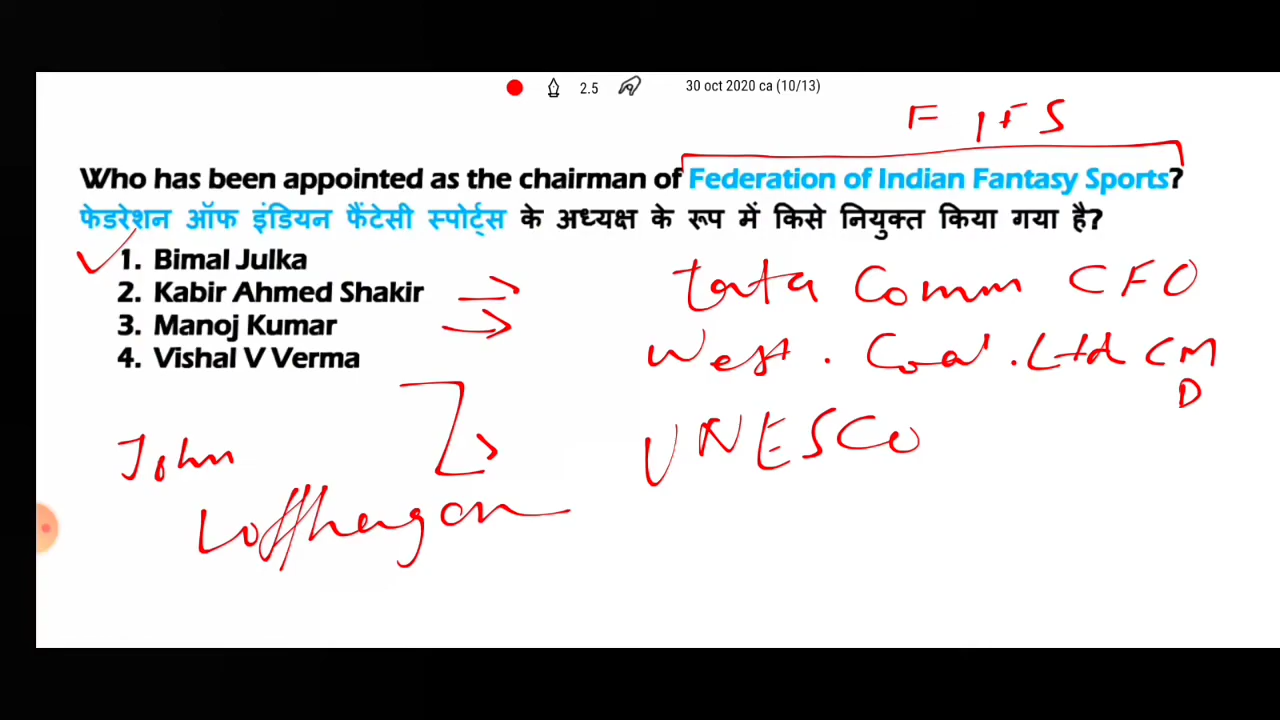 2.5 30 oct 2020 ca (10/13)
F IFS
Who has been appointed as the chairman of Federation of Indian Fantasy Sports?
फेडरेशन ऑफ इंडियन फैंटेसी स्पोर्ट्स के अध्यक्ष के रूप में किसे नियुक्त किया गया है?
1. Bimal Julka
2. Kabir Ahmed Shakir
tata Comm CFO
3. Manoj Kumar
West. Coal. Ltd CMD
4. Vishal V Verma
John
UNESCO